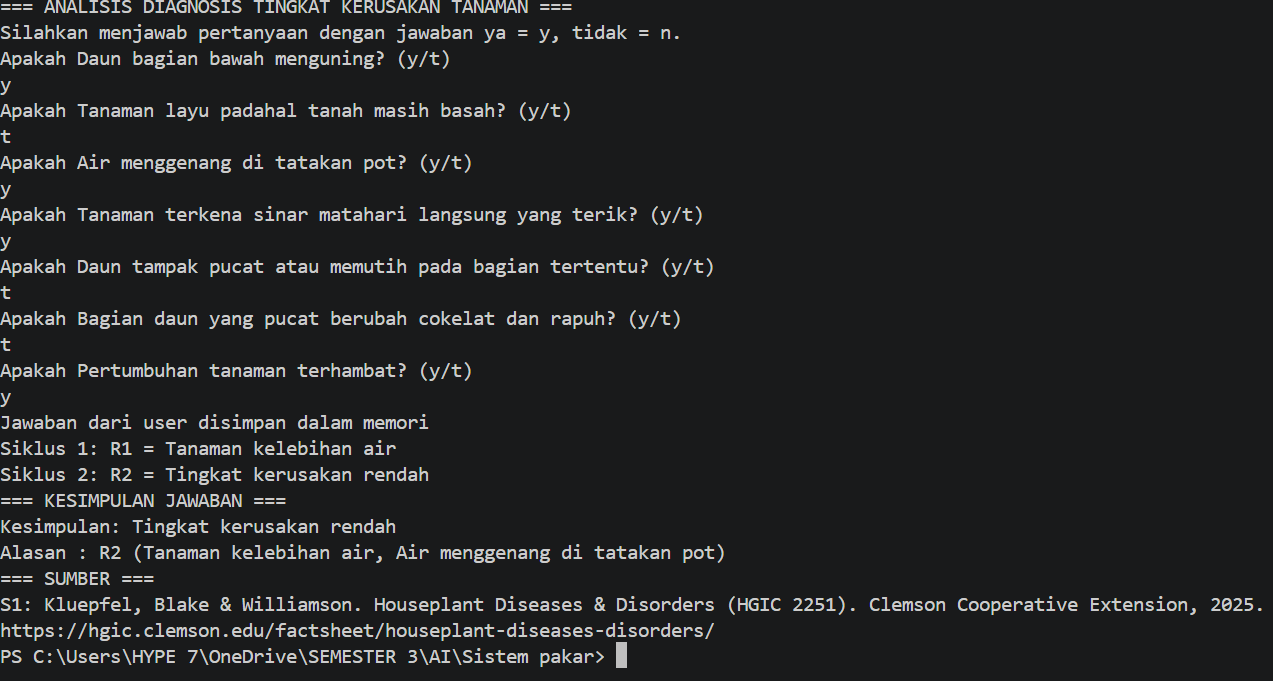 === ANALISIS DIAGNOSIS TINGKAT KERUSAKAN TANAMAN ===
Silahkan menjawab pertanyaan dengan jawaban ya = y, tidak = n.
Apakah Daun bagian bawah menguning? (y/t)
y
Apakah Tanaman layu padahal tanah masih basah? (y/t)
t
Apakah Air menggenang di tatakan pot? (y/t)
y
Apakah Tanaman terkena sinar matahari langsung yang terik? (y/t)
y
Apakah Daun tampak pucat atau memutih pada bagian tertentu? (y/t)
t
Apakah Bagian daun yang pucat berubah cokelat dan rapuh? (y/t)
t
Apakah Pertumbuhan tanaman terhambat? (y/t)
y
Jawaban dari user disimpan dalam memori
Siklus 1: R1 = Tanaman kelebihan air
Siklus 2: R2 = Tingkat kerusakan rendah
=== KESIMPULAN JAWABAN ===
Kesimpulan: Tingkat kerusakan rendah
Alasan : R2 (Tanaman kelebihan air, Air menggenang di tatakan pot)
=== SUMBER ===
S1: Kluepfel, Blake & Williamson. Houseplant Diseases & Disorders (HGIC 2251). Clemson Cooperative Extension, 2025.
https://hgic.clemson.edu/factsheet/houseplant-diseases-disorders/
PS C:\Users\HYPE 7\OneDrive\SEMESTER 3\AI\Sistem pakar>